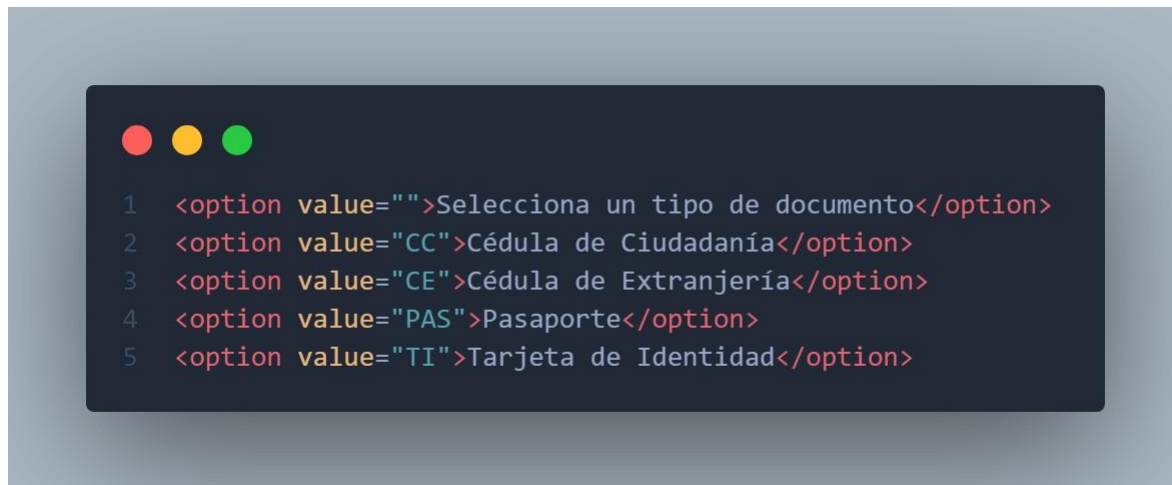 1 <option value="">Selecciona un tipo de documento</option>
2 <option value="CC">Cédula de Ciudadanía</option>
3 <option value="CE">Cédula de Extranjería</option>
4 <option value="PAS">Pasaporte</option>
5 <option value="TI">Tarjeta de Identidad</option>